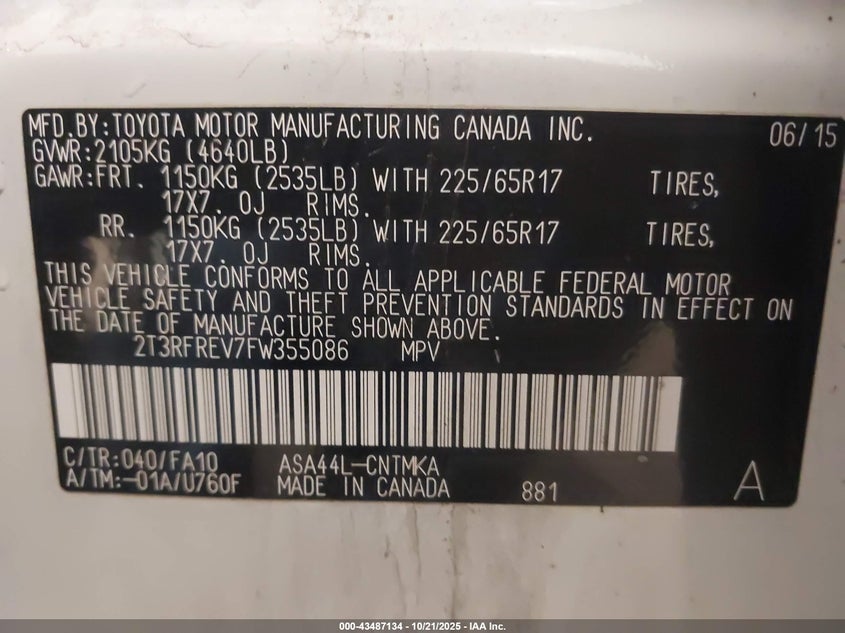 MFD.BY:TOYOTA MOTOR MANUFACTURING CANADA INC. 06/15
GVWR:2105KG (4640LB)
GAWR:FRT. 1150KG (2535LB) WITH 225/65R17 TIRES,
17X7.0J RIMS.
RR. 1150KG (2535LB) WITH 225/65R17 TIRES,
17X7.0J RIMS.
THIS VEHICLE CONFORMS TO ALL APPLICABLE FEDERAL MOTOR
VEHICLE SAFETY AND THEFT PREVENTION STANDARDS IN EFFECT ON
THE DATE OF MANUFACTURE SHOWN ABOVE.
2T3RFREV7FW355086 MPV
C/TR:040/FA10 ASA44L-CNTMKA
A/TM:-01A/U760F MADE IN CANADA 881 A
000-43487134 - 10/21/2025 - IAA Inc.